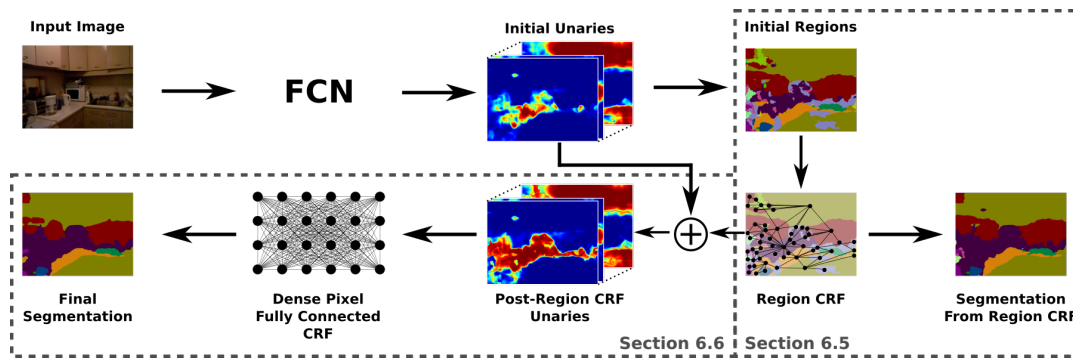 Input Image
FCN
Initial Unaries
Initial Regions
Final
Segmentation
Dense Pixel
Fully Connected
CRF
Post-Region CRF
Unaries
Region CRF
Segmentation
From Region CRF
Section 6.6
Section 6.5